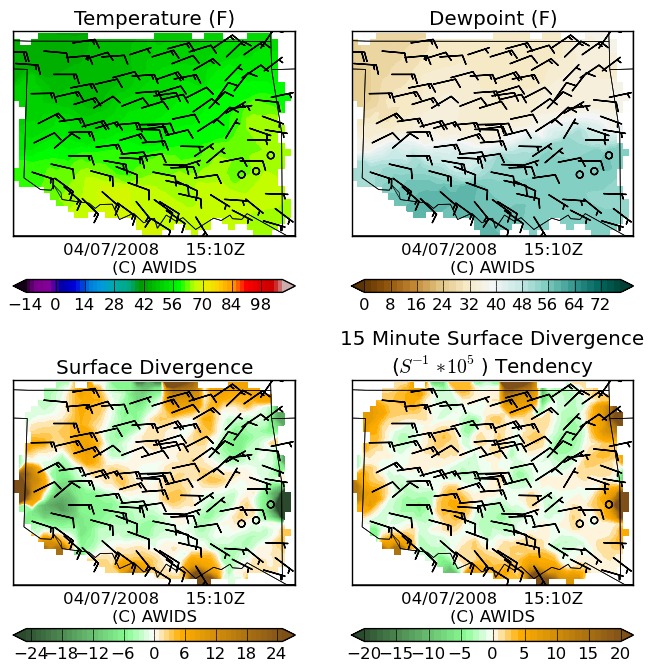 Temperature (F)
Dewpoint (F)
04/07/2008 15:10Z
(C) AWIDS
04/07/2008 15:10Z
(C) AWIDS
−14 0 14 28 42 56 70 84 98
0 8 16 24 32 40 48 56 64 72
15 Minute Surface Divergence
Surface Divergence
(S⁻¹ *10⁵ ) Tendency
04/07/2008 15:10Z
(C) AWIDS
04/07/2008 15:10Z
(C) AWIDS
−24 −18 −12 −6 0 6 12 18 24
−20 −15 −10 −5 0 5 10 15 20